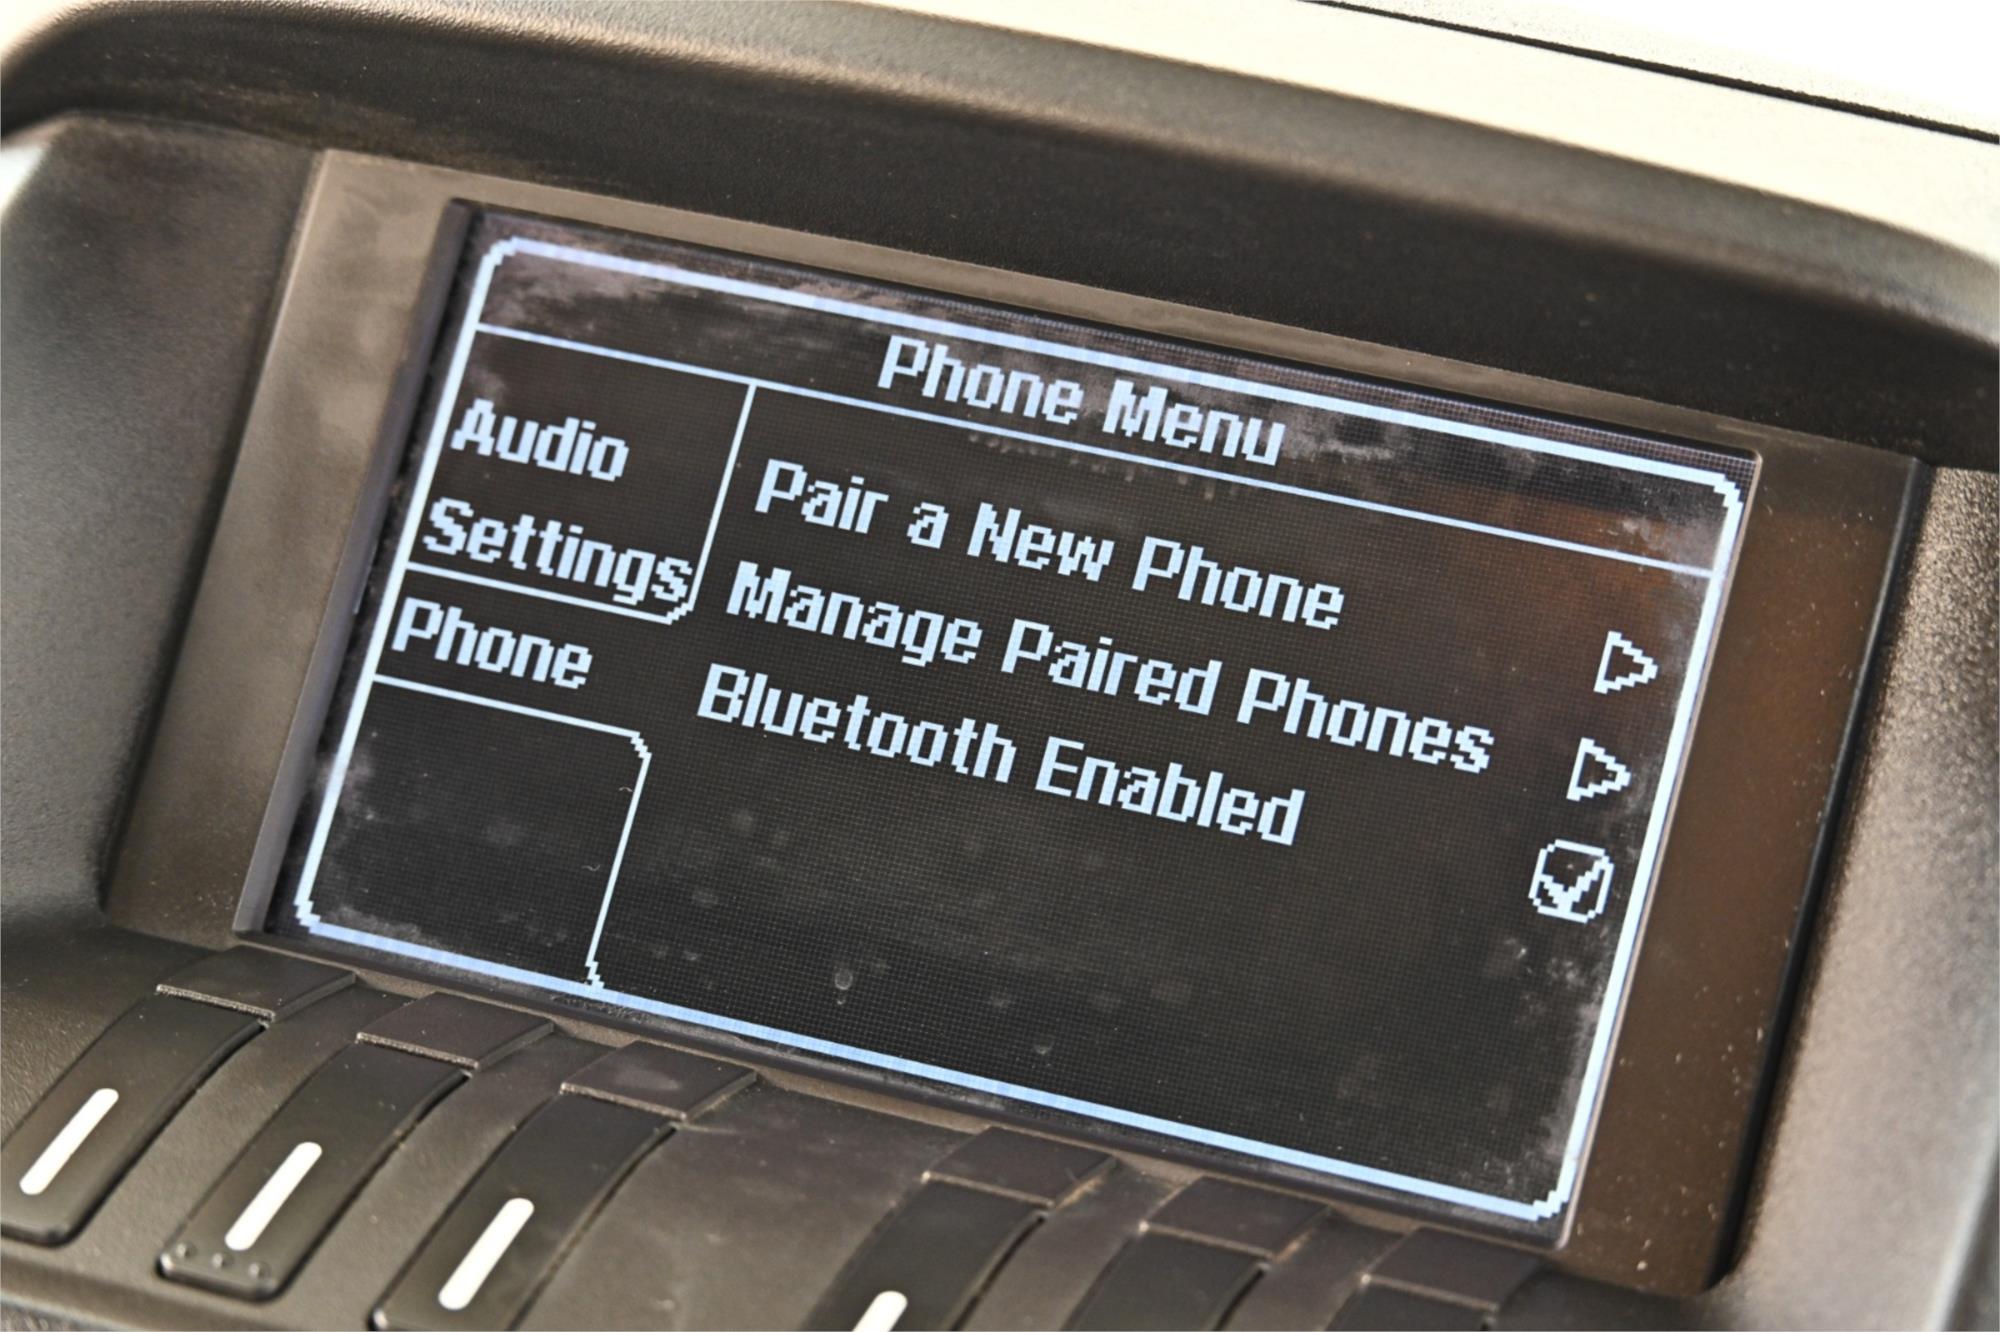 Phone Menu
Audio
Settings
Phone
Pair a New Phone
Manage Paired Phones
Bluetooth Enabled